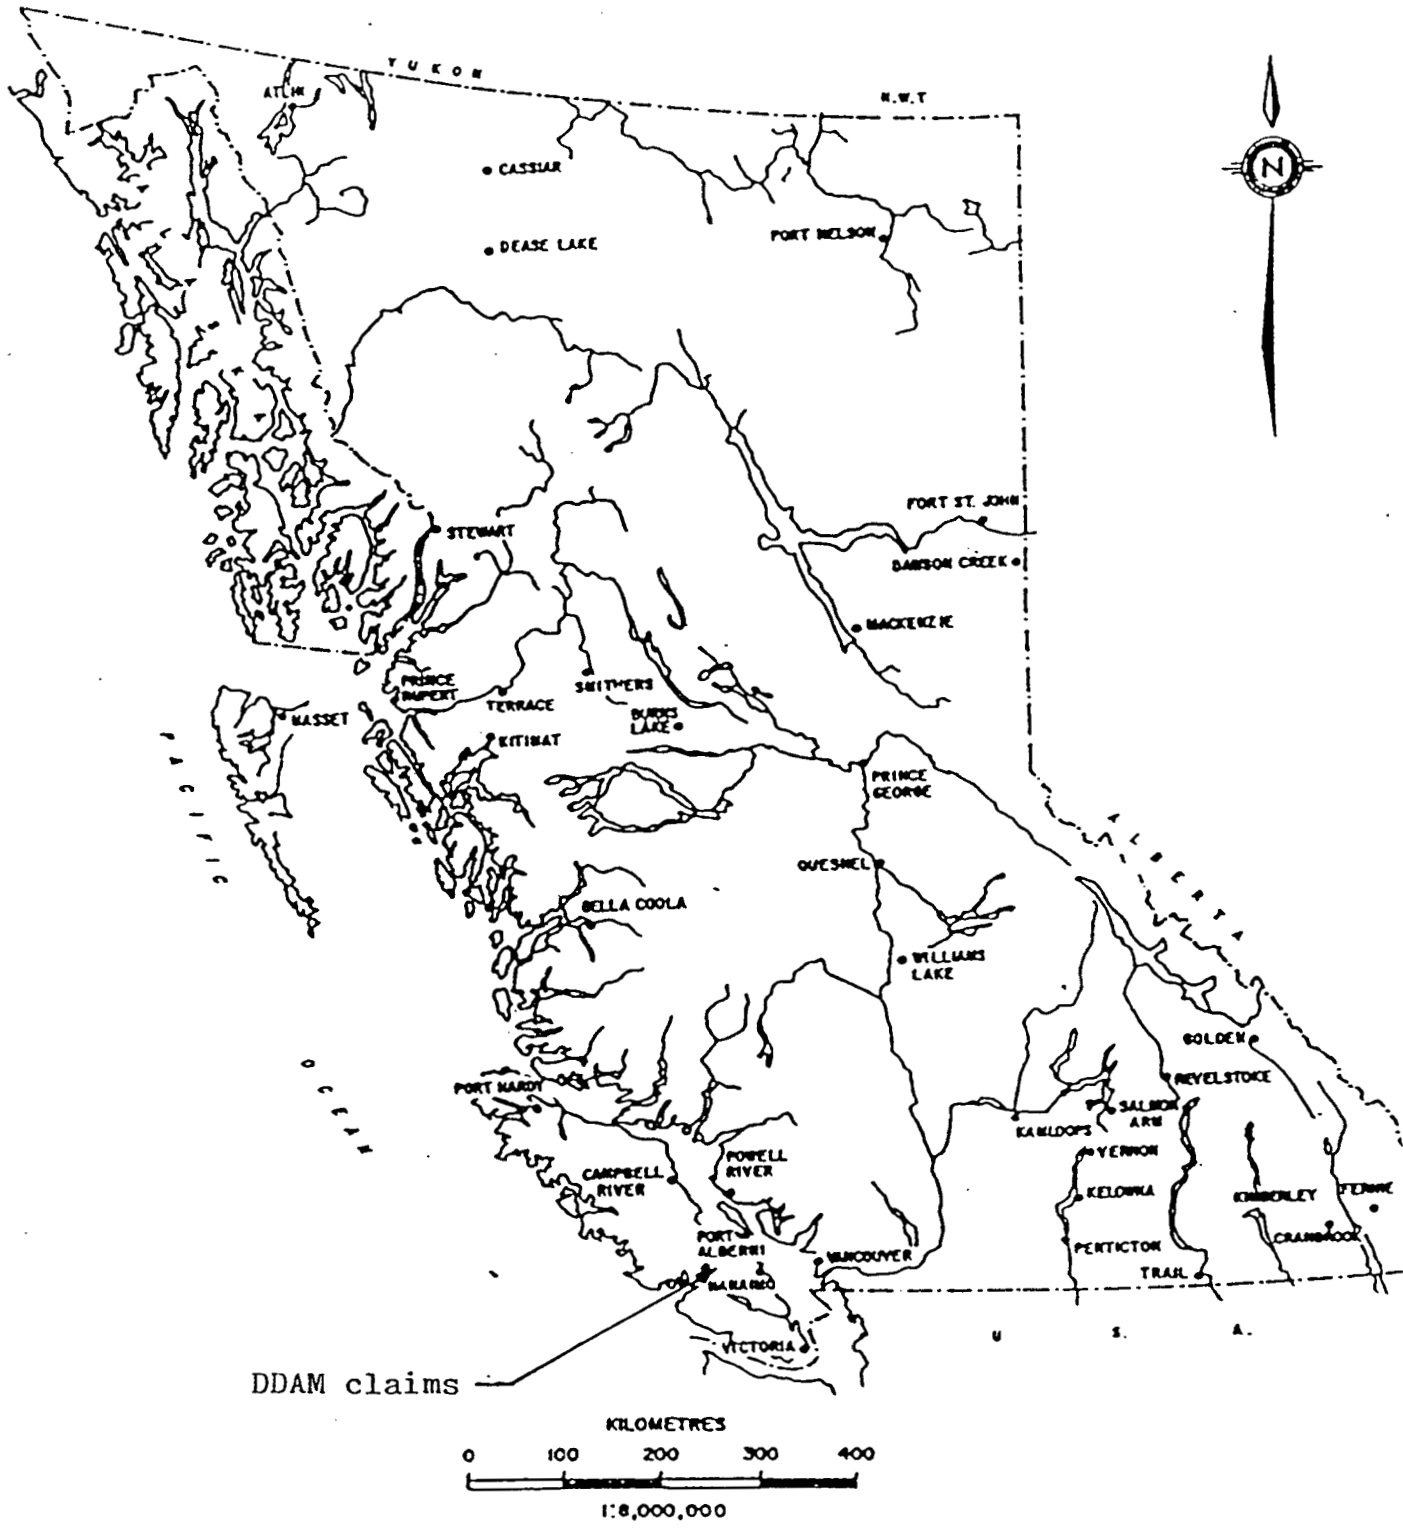 YUKON
N.W.T
ATLIN
N
CASSIAR
DEASE LAKE
FORT NELSON
FORT ST. JOHN
DAWSON CREEK
STEWART
MACKENZIE
PRINCE
RUPERT
TERRACE
SMITHERS
BURNS
LAKE
MASSET
KITIMAT
PRINCE
GEORGE
PACIFIC
ALBERTA
QUESNEL
BELLA COOLA
WILLIAMS
LAKE
GOLDEN
OCEAN
PORT HARDY
REVELSTOKE
SALMON
ARM
KAMLOOPS
VERNON
POWELL
RIVER
CAMPBELL
RIVER
KELOWNA
KIMBERLEY
FERNIE
CRANBROOK
PORT
ALBERNI
VANCOUVER
PENTICTON
TRAIL
NANAIMO
U. S. A.
VICTORIA
DDAM claims
KILOMETRES
0 100 200 300 400
1:8,000,000